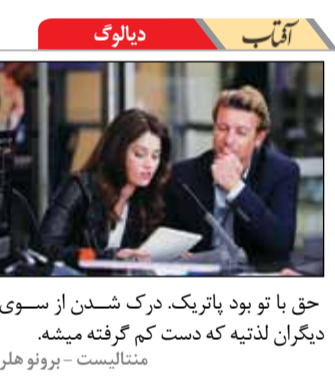 آفتاب
دیالوگ
حق با تو بود پاتریک. درک شدن از سوی
دیگران لذتیه که دست کم گرفته میشه.
منتالیست - برونو هلر